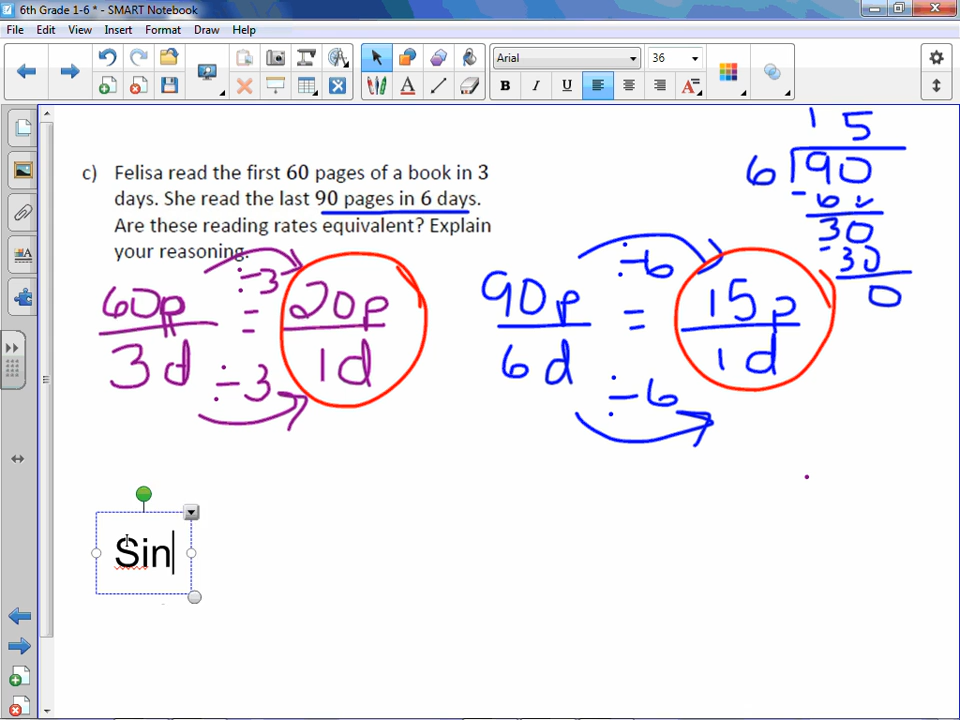 6th Grade 1-6 * - SMART Notebook
File Edit View Insert Format Draw Help
Arial 36
B I U A
c) Felisa read the first 60 pages of a book in 3
days. She read the last 90 pages in 6 days.
Are these reading rates equivalent? Explain
your reasoning.
1 5
6 90
- 6
30
- 30
0
÷3
60p = 20p
3d 1d
÷3
÷6
90p = 15p
6d 1d
÷6
Sin